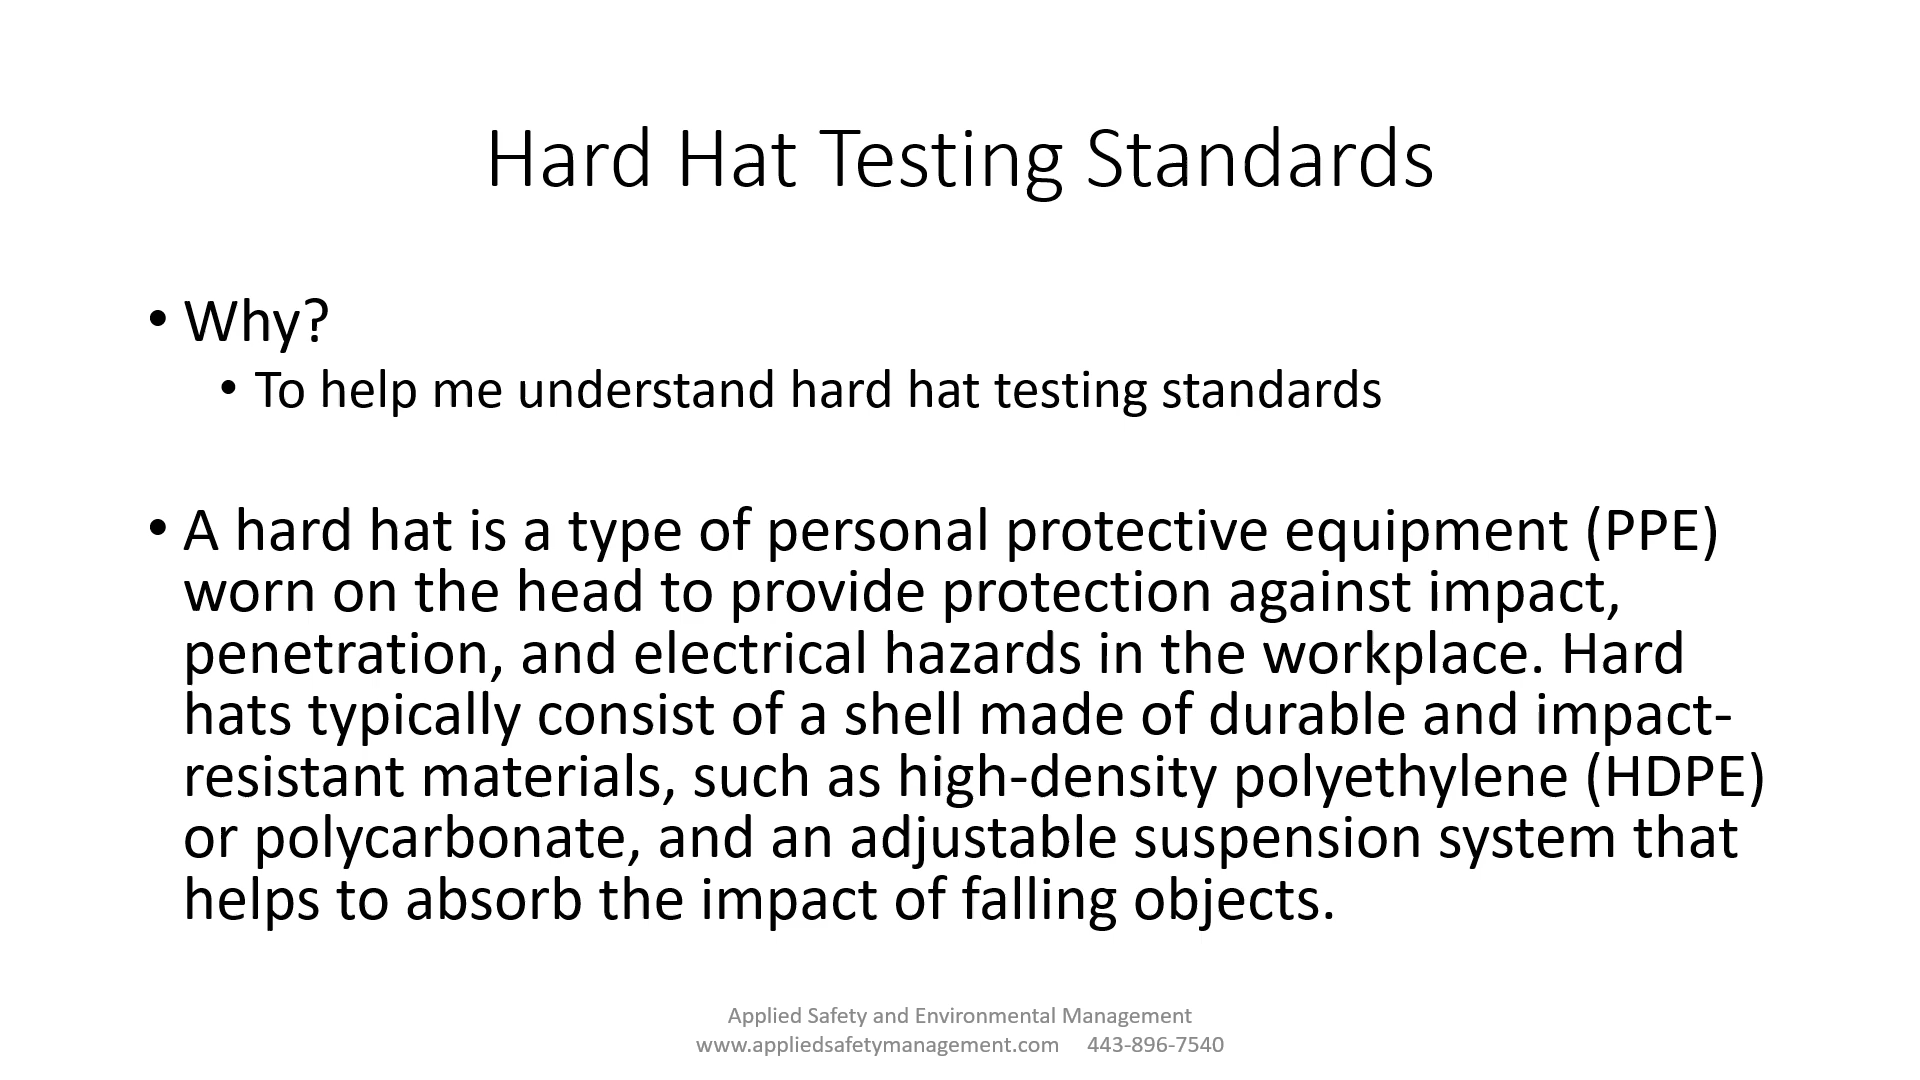 Hard Hat Testing Standards
• Why?
• To help me understand hard hat testing standards
• A hard hat is a type of personal protective equipment (PPE)
worn on the head to provide protection against impact,
penetration, and electrical hazards in the workplace. Hard
hats typically consist of a shell made of durable and impact-
resistant materials, such as high-density polyethylene (HDPE)
or polycarbonate, and an adjustable suspension system that
helps to absorb the impact of falling objects.
Applied Safety and Environmental Management
www.appliedsafetymanagement.com 443-896-7540